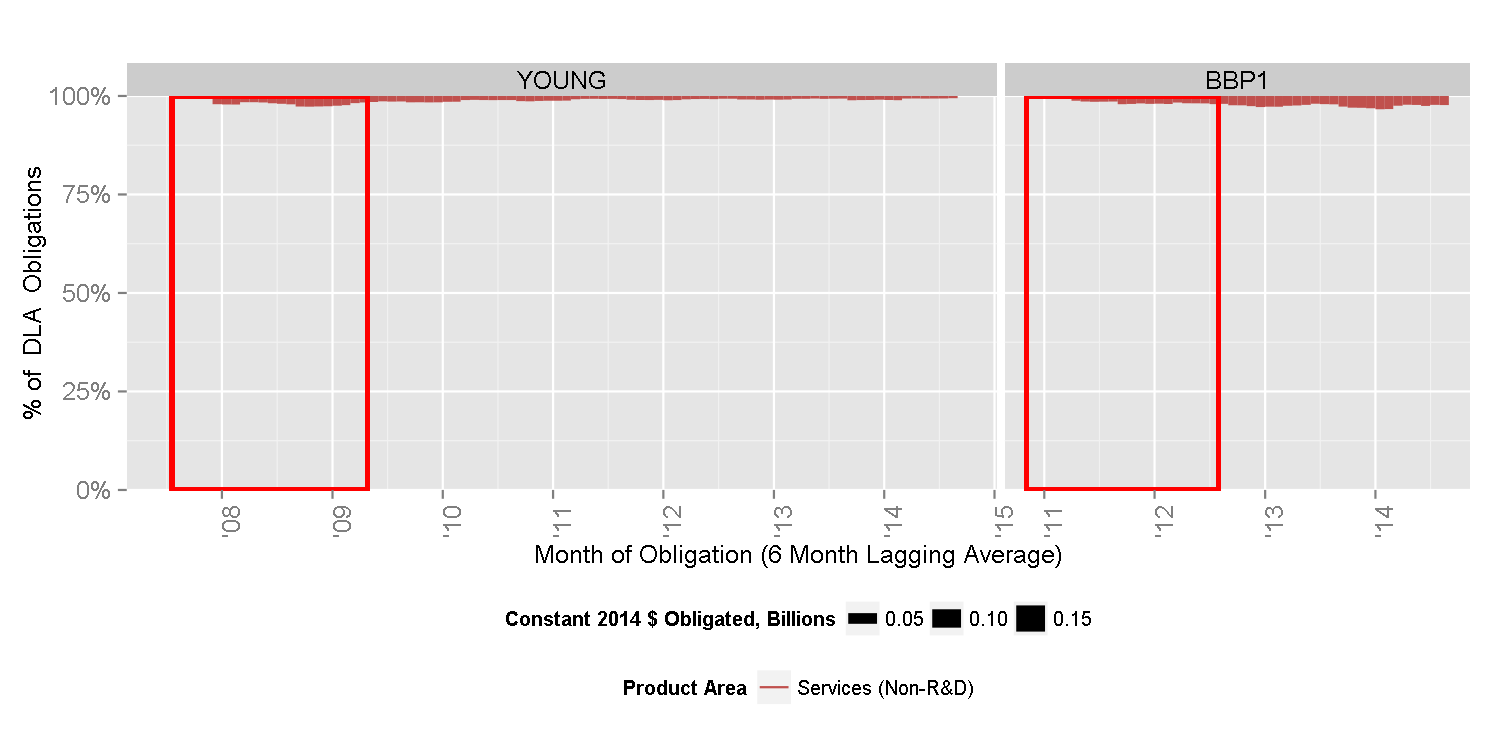 YOUNG BBP1
100%
75%
50%
25%
0%
% of DLA Obligations
'08 '09 '10 '11 '12 '13 '14 '15 '11 '12 '13 '14
Month of Obligation (6 Month Lagging Average)
Constant 2014 $ Obligated, Billions 0.05 0.10 0.15
Product Area Services (Non-R&D)